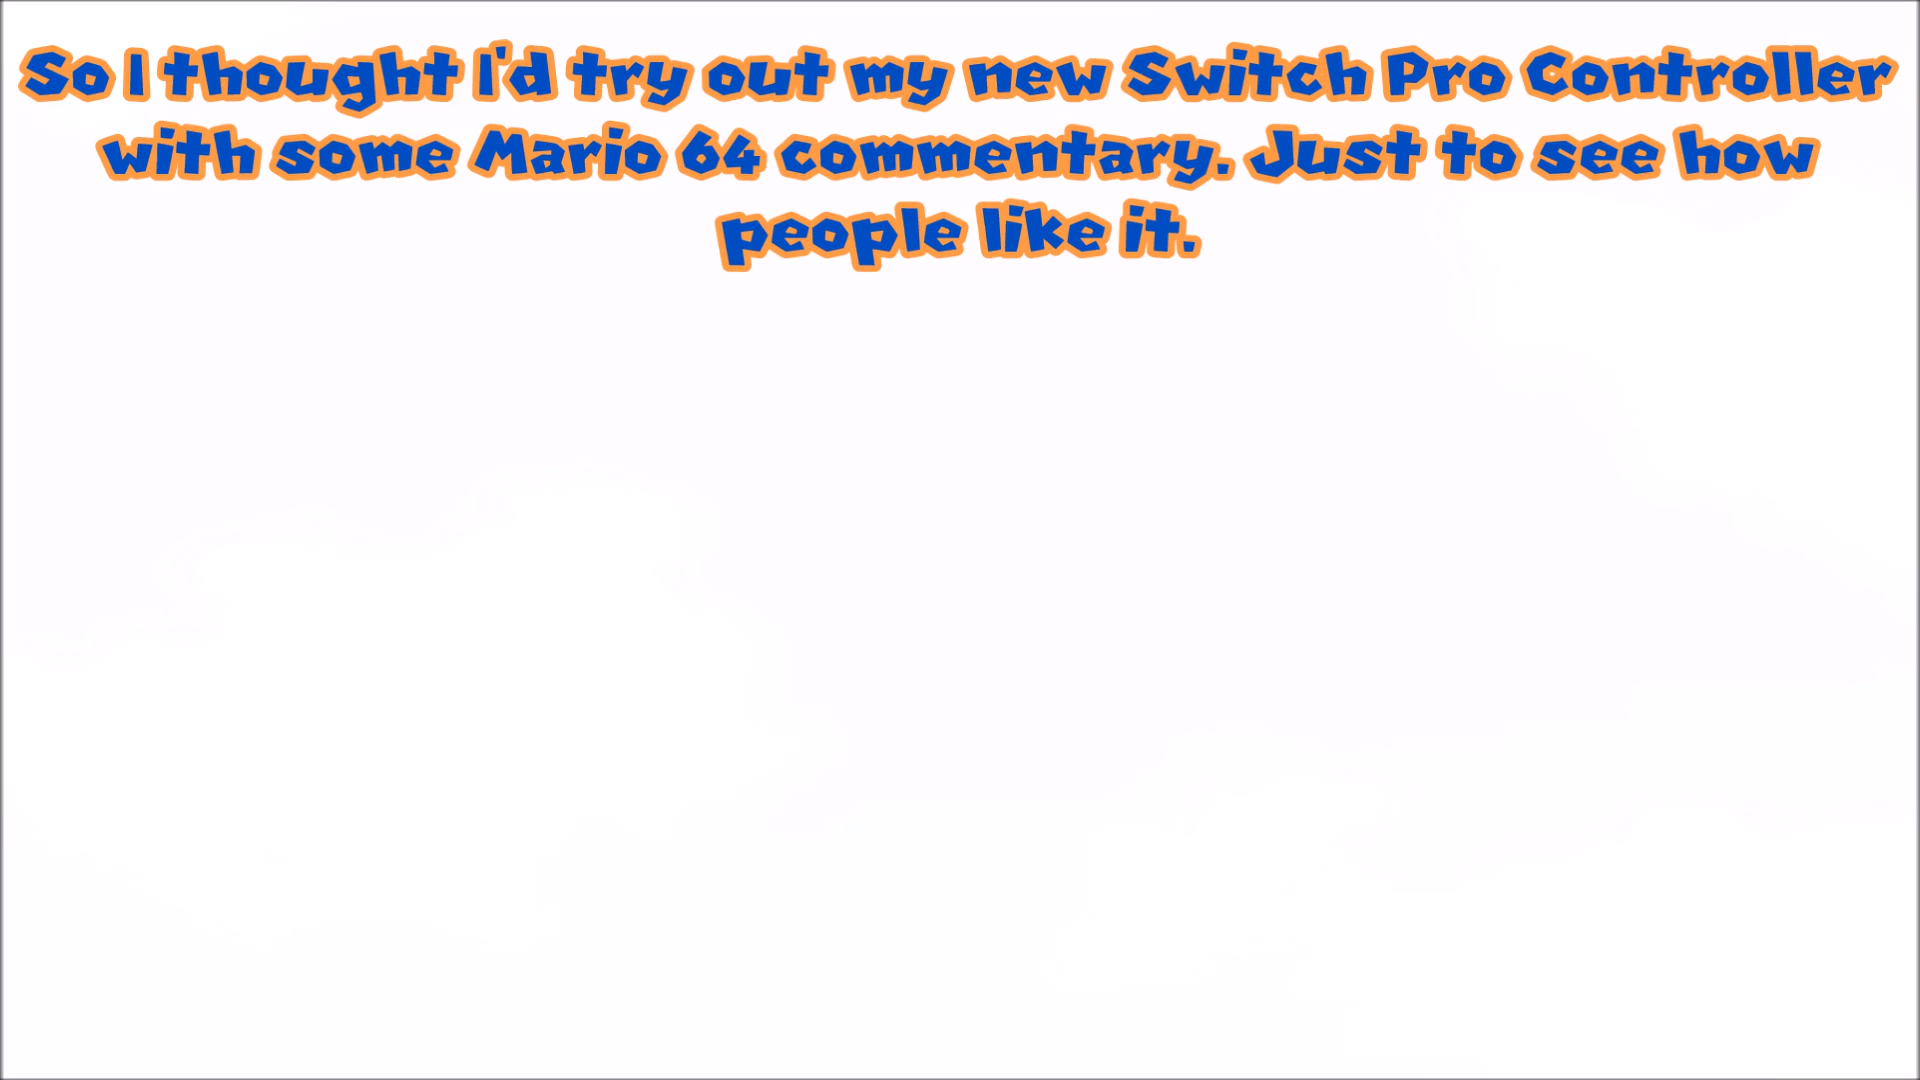 So I thought I'd try out my new Switch Pro Controller
with some Mario 64 commentary. Just to see how
people like it.